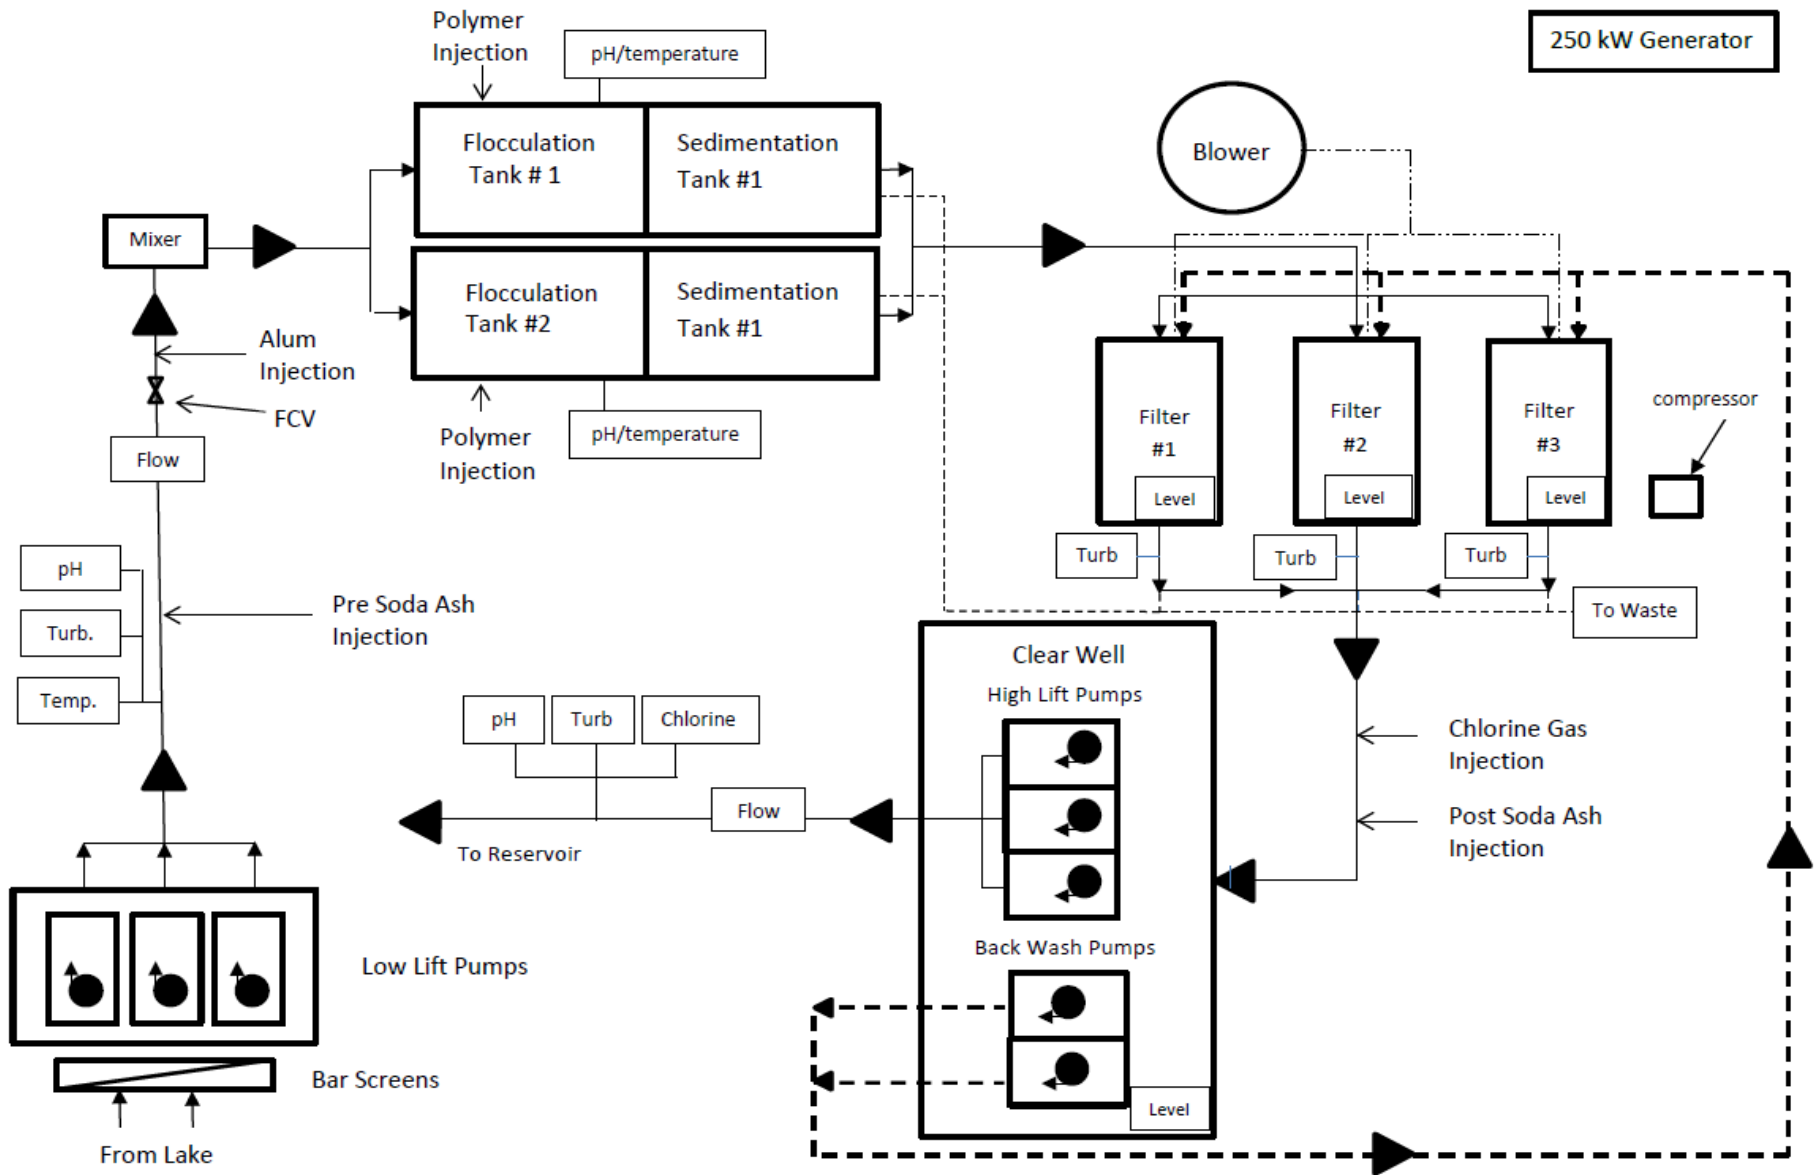 Polymer
Injection
pH/temperature
250 kW Generator
Flocculation
Tank # 1
Sedimentation
Tank #1
Blower
Mixer
Flocculation
Tank #2
Sedimentation
Tank #1
Alum
Injection
FCV
Flow
Polymer
Injection
pH/temperature
Filter
#1
Level
Filter
#2
Level
Filter
#3
Level
compressor
Turb
Turb
Turb
To Waste
pH
Turb.
Temp.
Pre Soda Ash
Injection
Clear Well
High Lift Pumps
pH
Turb
Chlorine
Flow
To Reservoir
Chlorine Gas
Injection
Post Soda Ash
Injection
Back Wash Pumps
Level
Low Lift Pumps
Bar Screens
From Lake